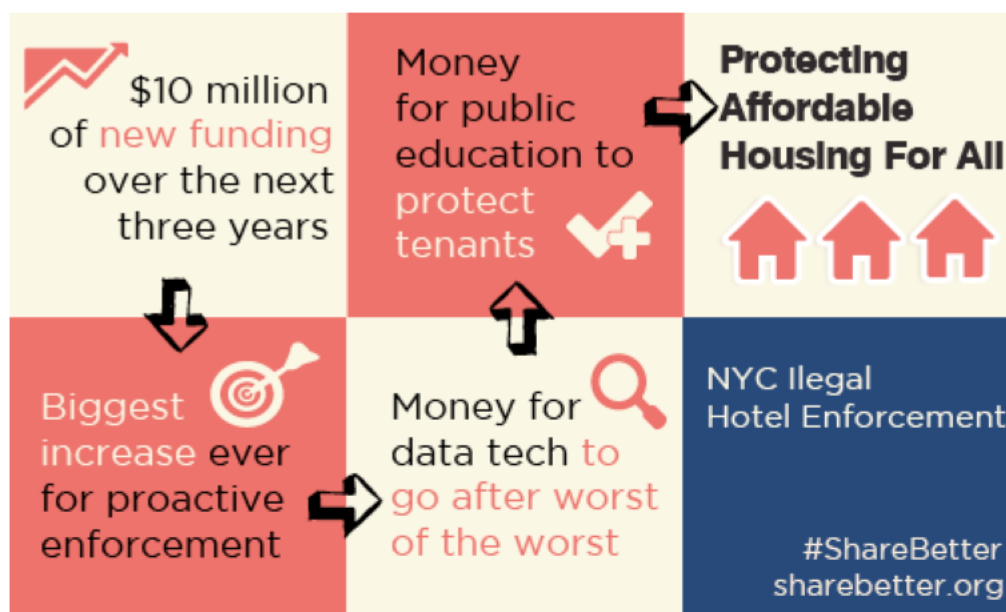 $10 million
of new funding
over the next
three years
Biggest
increase ever
for proactive
enforcement
Money for
data tech to
go after worst
of the worst
Money
for public
education to
protect
tenants
Protecting
Affordable
Housing For All
NYC Ilegal
Hotel Enforcement
#ShareBetter
sharebetter.org